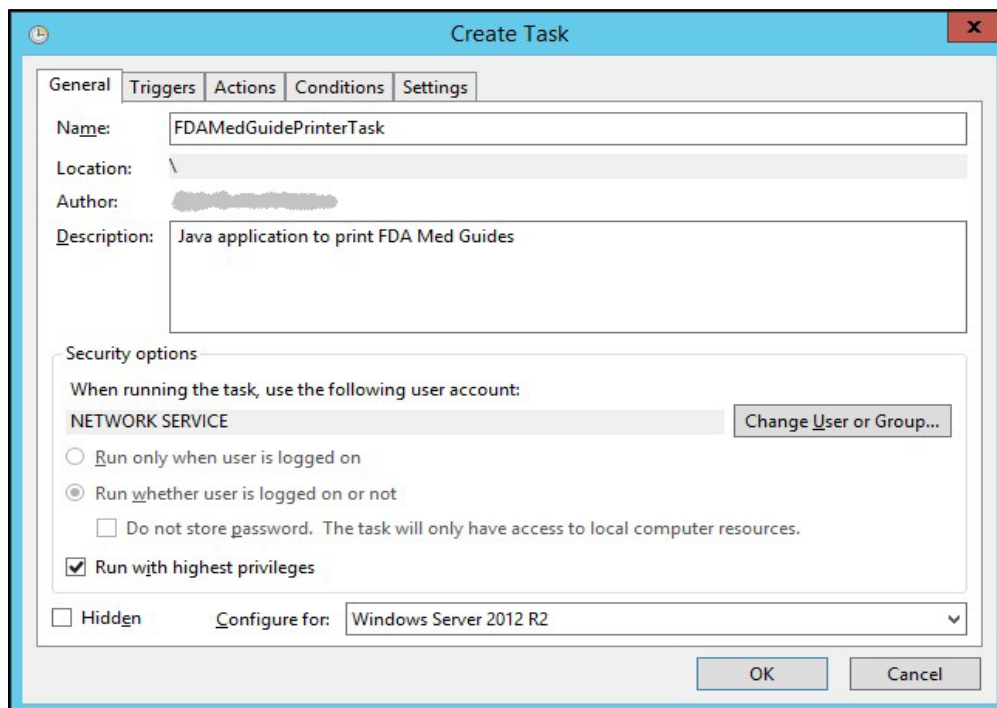 Create Task
x
General Triggers Actions Conditions Settings
Name: FDAMedGuidePrinterTask
Location: \
Author:
Description: Java application to print FDA Med Guides
Security options
When running the task, use the following user account:
NETWORK SERVICE Change User or Group...
Run only when user is logged on
Run whether user is logged on or not
Do not store password. The task will only have access to local computer resources.
Run with highest privileges
Hidden Configure for: Windows Server 2012 R2
OK Cancel